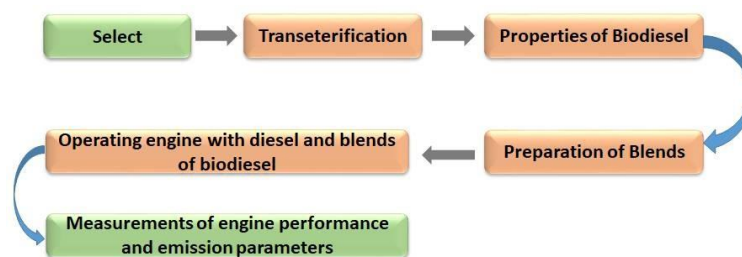 Select
Transeterification
Properties of Biodiesel
Preparation of Blends
Operating engine with diesel and blends
of biodiesel
Measurements of engine performance
and emission parameters